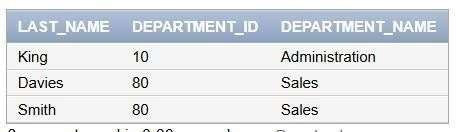 LAST_NAME DEPARTMENT_ID DEPARTMENT_NAME
King 10 Administration
Davies 80 Sales
Smith 80 Sales